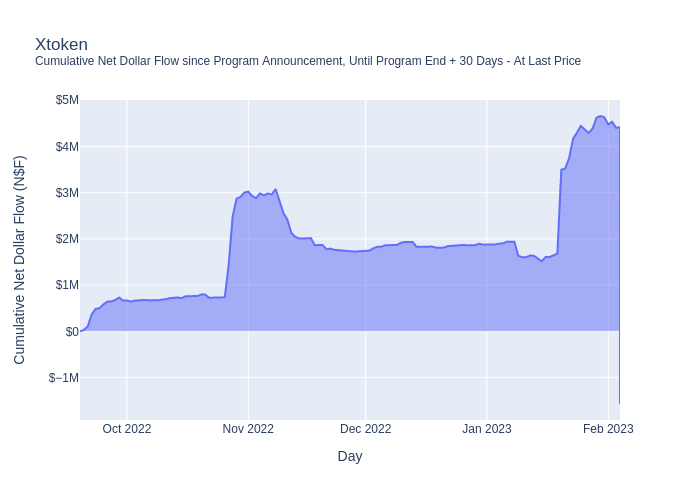 Xtoken
Cumulative Net Dollar Flow since Program Announcement, Until Program End + 30 Days - At Last Price
$5M
$4M
$3M
$2M
$1M
$0
$−1M
Cumulative Net Dollar Flow (N$F)
Oct 2022
Nov 2022
Dec 2022
Jan 2023
Feb 2023
Day